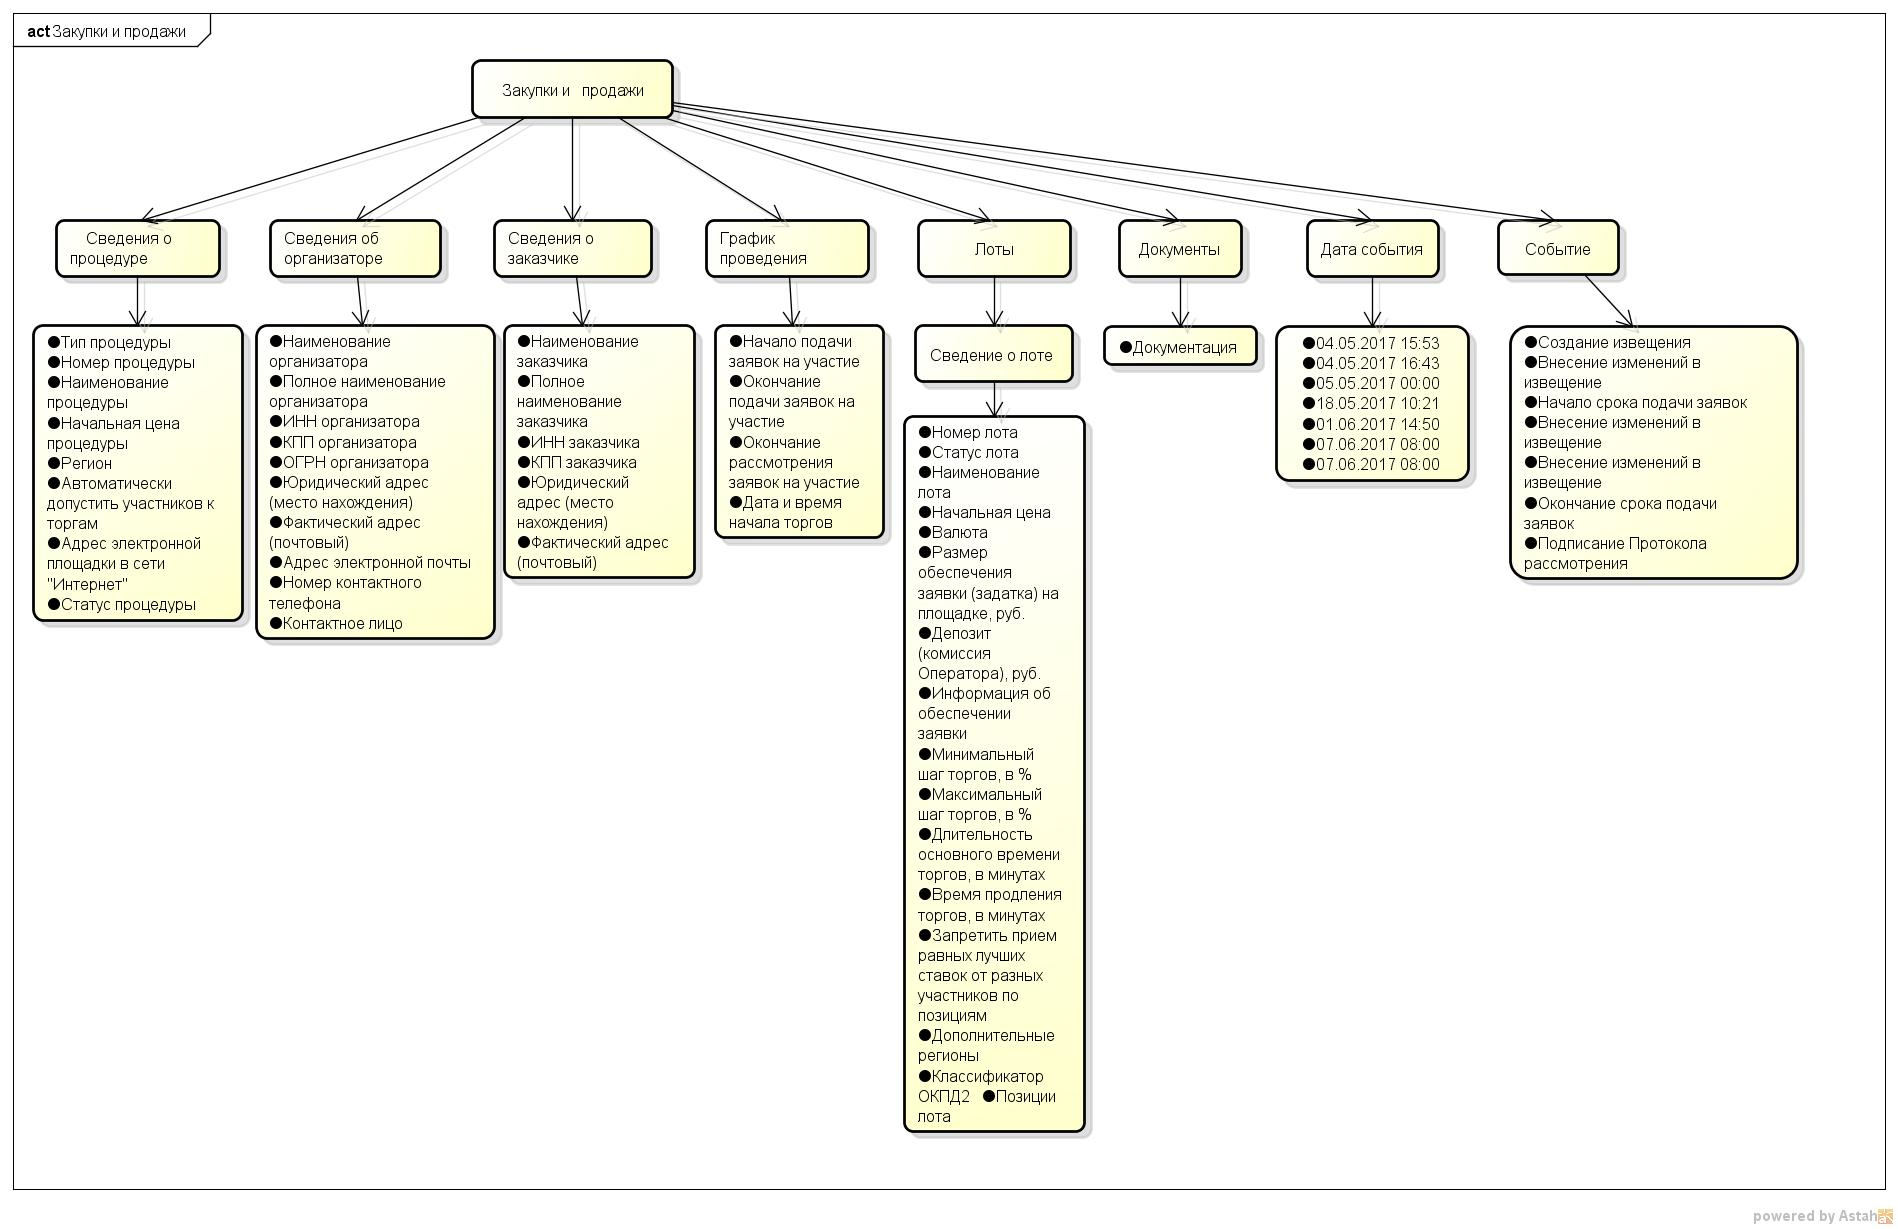 act Закупки и продажи
Закупки и продажи
Сведения о
процедуре
Сведения об
организаторе
Сведения о
заказчике
График
проведения
Лоты
Документы
Дата события
Событие
●Тип процедуры
●Номер процедуры
●Наименование
процедуры
●Начальная цена
процедуры
●Регион
●Автоматически
допустить участников к
торгам
●Адрес электронной
площадки в сети
"Интернет"
●Статус процедуры
●Наименование
организатора
●Полное наименование
организатора
●ИНН организатора
●КПП организатора
●ОГРН организатора
●Юридический адрес
(место нахождения)
●Фактический адрес
(почтовый)
●Адрес электронной почты
●Номер контактного
телефона
●Контактное лицо
●Наименование
заказчика
●Полное
наименование
заказчика
●ИНН заказчика
●КПП заказчика
●Юридический
адрес (место
нахождения)
●Фактический адрес
(почтовый)
●Начало подачи
заявок на участие
●Окончание
подачи заявок на
участие
●Окончание
рассмотрения
заявок на участие
●Дата и время
начала торгов
Сведение о лоте
●Номер лота
●Статус лота
●Наименование
лота
●Начальная цена
●Валюта
●Размер
обеспечения
заявки (задатка) на
площадке, руб.
●Депозит
(комиссия
Оператора), руб.
●Информация об
обеспечении
заявки
●Минимальный
шаг торгов, в %
●Максимальный
шаг торгов, в %
●Длительность
основного времени
торгов, в минутах
●Время продления
торгов, в минутах
●Запретить прием
равных лучших
ставок от разных
участников по
позициям
●Дополнительные
регионы
●Классификатор
ОКПД2 ●Позиции
лота
●Документация
●04.05.2017 15:53
●04.05.2017 16:43
●05.05.2017 00:00
●18.05.2017 10:21
●01.06.2017 14:50
●07.06.2017 08:00
●07.06.2017 08:00
●Создание извещения
●Внесение изменений в
извещение
●Начало срока подачи заявок
●Внесение изменений в
извещение
●Внесение изменений в
извещение
●Окончание срока подачи
заявок
●Подписание Протокола
рассмотрения
powered by Astah